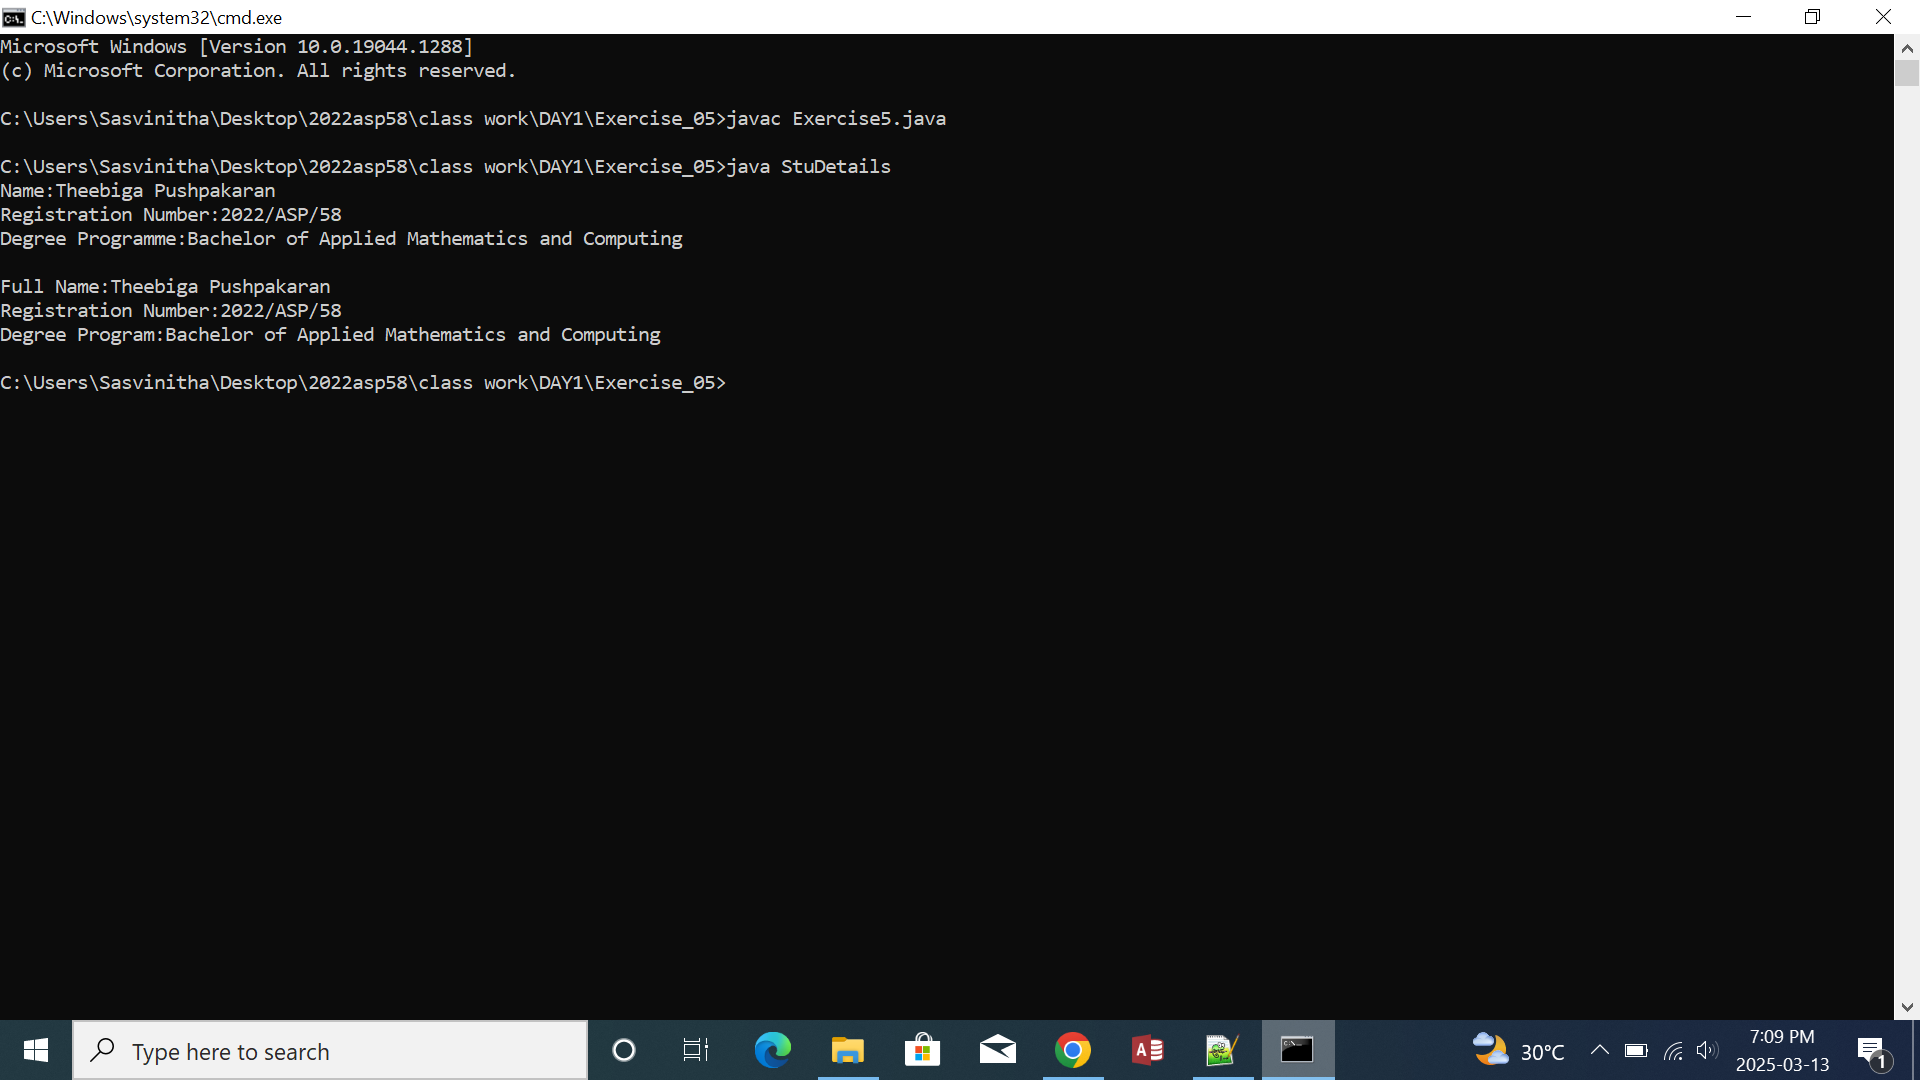 C:\Windows\system32\cmd.exe
Microsoft Windows [Version 10.0.19044.1288]
(c) Microsoft Corporation. All rights reserved.
C:\Users\Sasvinitha\Desktop\2022asp58\class work\DAY1\Exercise_05>javac Exercise5.java
C:\Users\Sasvinitha\Desktop\2022asp58\class work\DAY1\Exercise_05>java StuDetails
Name:Theebiga Pushpakaran
Registration Number:2022/ASP/58
Degree Programme:Bachelor of Applied Mathematics and Computing
Full Name:Theebiga Pushpakaran
Registration Number:2022/ASP/58
Degree Program:Bachelor of Applied Mathematics and Computing
C:\Users\Sasvinitha\Desktop\2022asp58\class work\DAY1\Exercise_05>
Type here to search
30°C
7:09 PM
2025-03-13
1